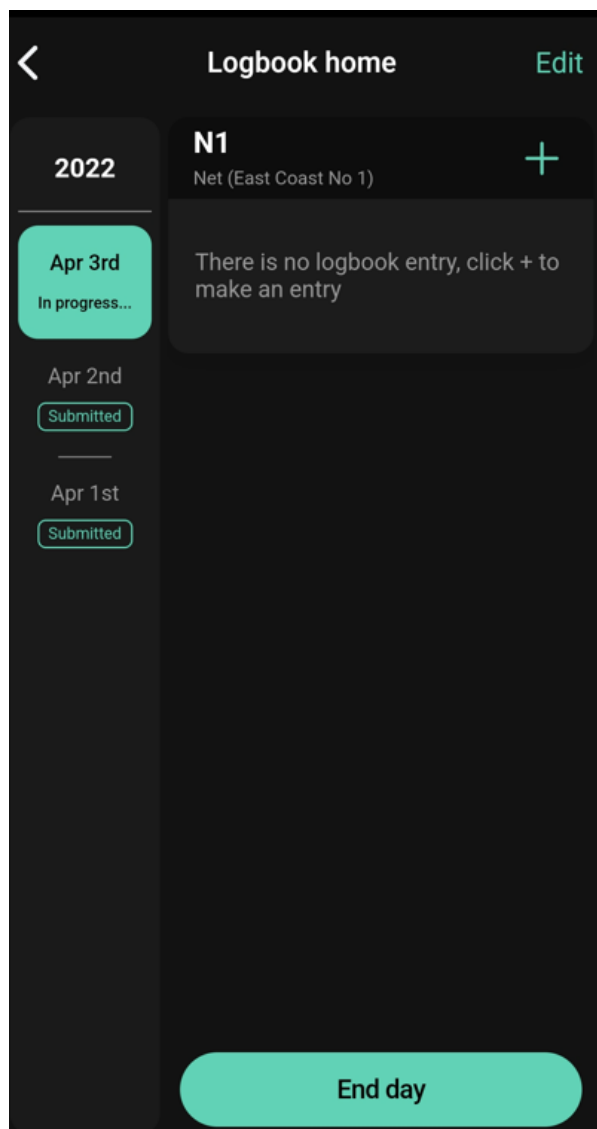 Logbook home
Edit
2022
Apr 3rd
In progress...
Apr 2nd
Submitted
Apr 1st
Submitted
N1
Net (East Coast No 1)
There is no logbook entry, click + to
make an entry
End day